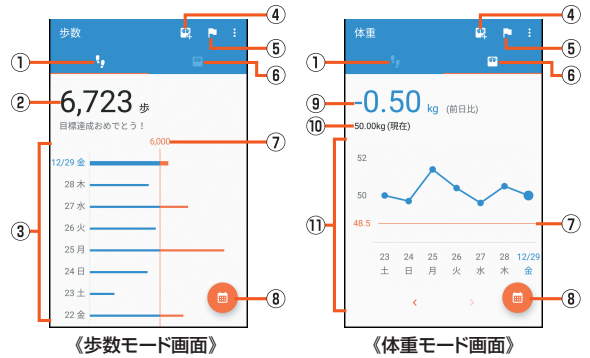 ④
歩数
⑤
①
⑥
② 6,723 歩
目標達成おめでとう！
6,000 ⑦
12/29 金
28 木
27 水
③ 26 火
25 月
24 日
23 土
22 金
⑧
《歩数モード画面》
④
体重
⑤
①
⑥
⑨ -0.50 kg (前日比)
⑩ 50.00kg (現在)
52
50
⑪
48.5 ⑦
23 24 25 26 27 28 12/29
土 日 月 火 水 木 金
< >
⑧
《体重モード画面》